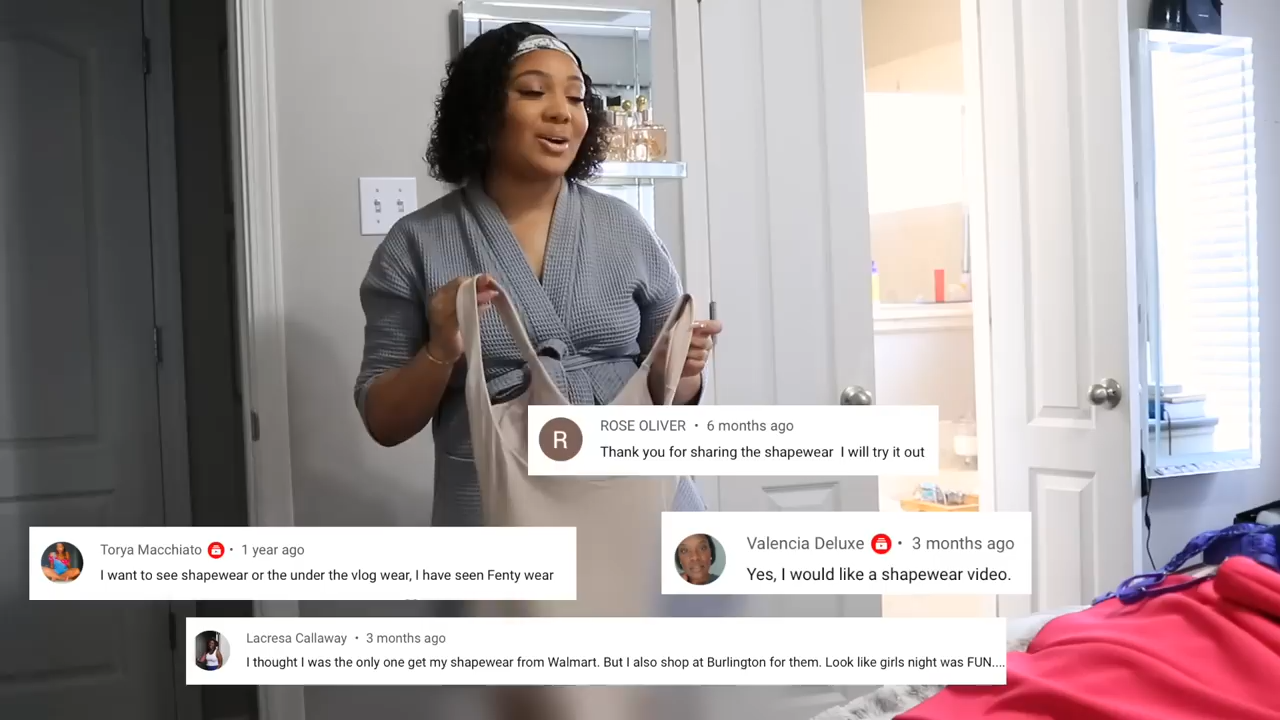 R
ROSE OLIVER • 6 months ago
Thank you for sharing the shapewear I will try it out
Torya Macchiato • 1 year ago
I want to see shapewear or the under the vlog wear, I have seen Fenty wear
Valencia Deluxe • 3 months ago
Yes, I would like a shapewear video.
Lacresa Callaway • 3 months ago
I thought I was the only one get my shapewear from Walmart. But I also shop at Burlington for them. Look like girls night was FUN....